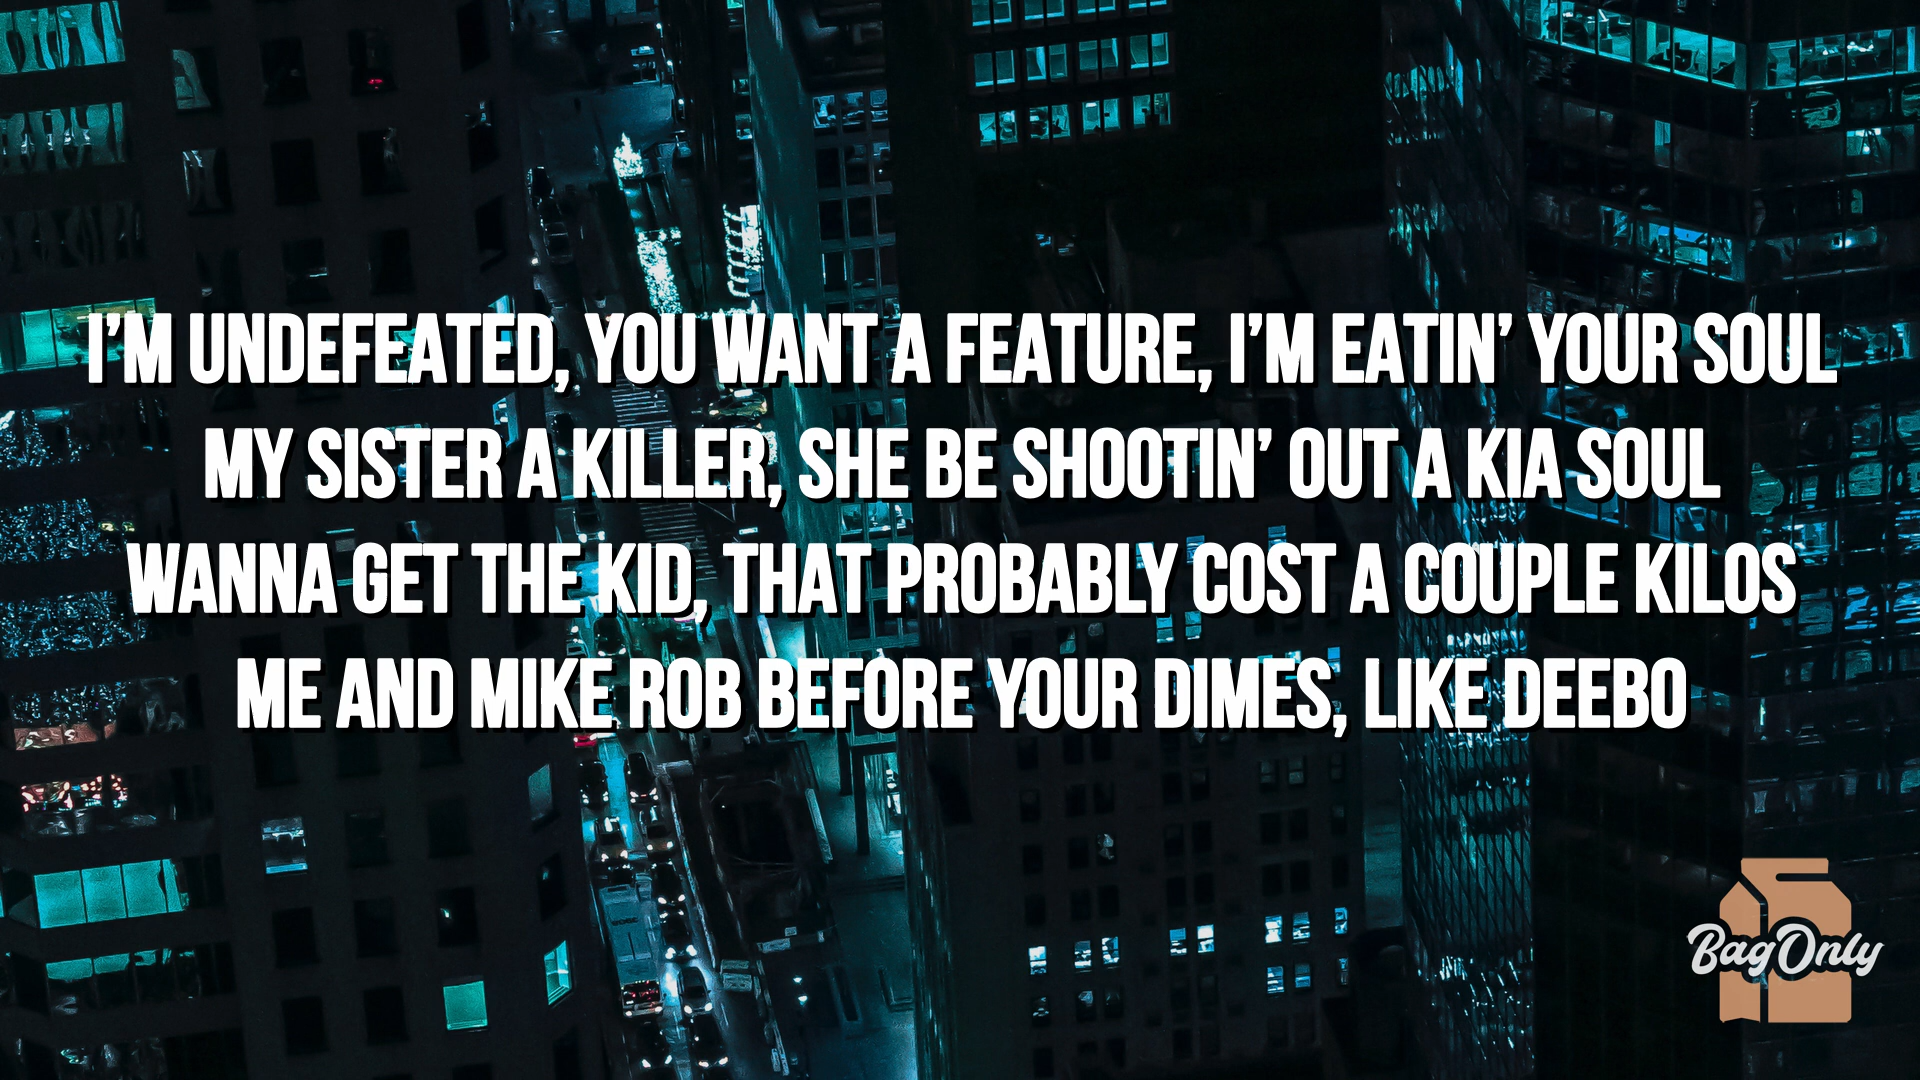 I'M UNDEFEATED, YOU WANT A FEATURE, I'M EATIN' YOUR SOUL
MY SISTER A KILLER, SHE BE SHOOTIN' OUT A KIA SOUL
WANNA GET THE KID, THAT PROBABLY COST A COUPLE KILOS
ME AND MIKE ROB BEFORE YOUR DIMES, LIKE DEEBO
BagOnly